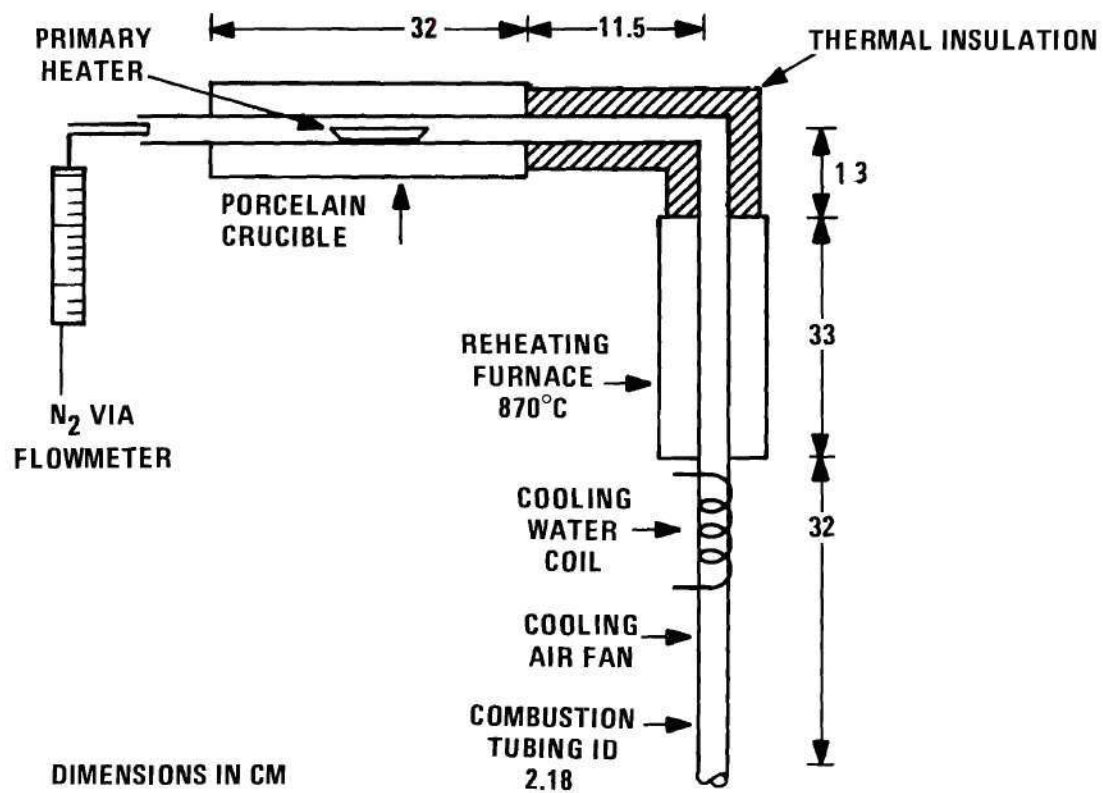 32
11.5
PRIMARY
HEATER
THERMAL INSULATION
1 3
PORCELAIN
CRUCIBLE
33
REHEATING
FURNACE
870°C
N2 VIA
FLOWMETER
COOLING
WATER
COIL
32
COOLING
AIR FAN
COMBUSTION
TUBING ID
2.18
DIMENSIONS IN CM